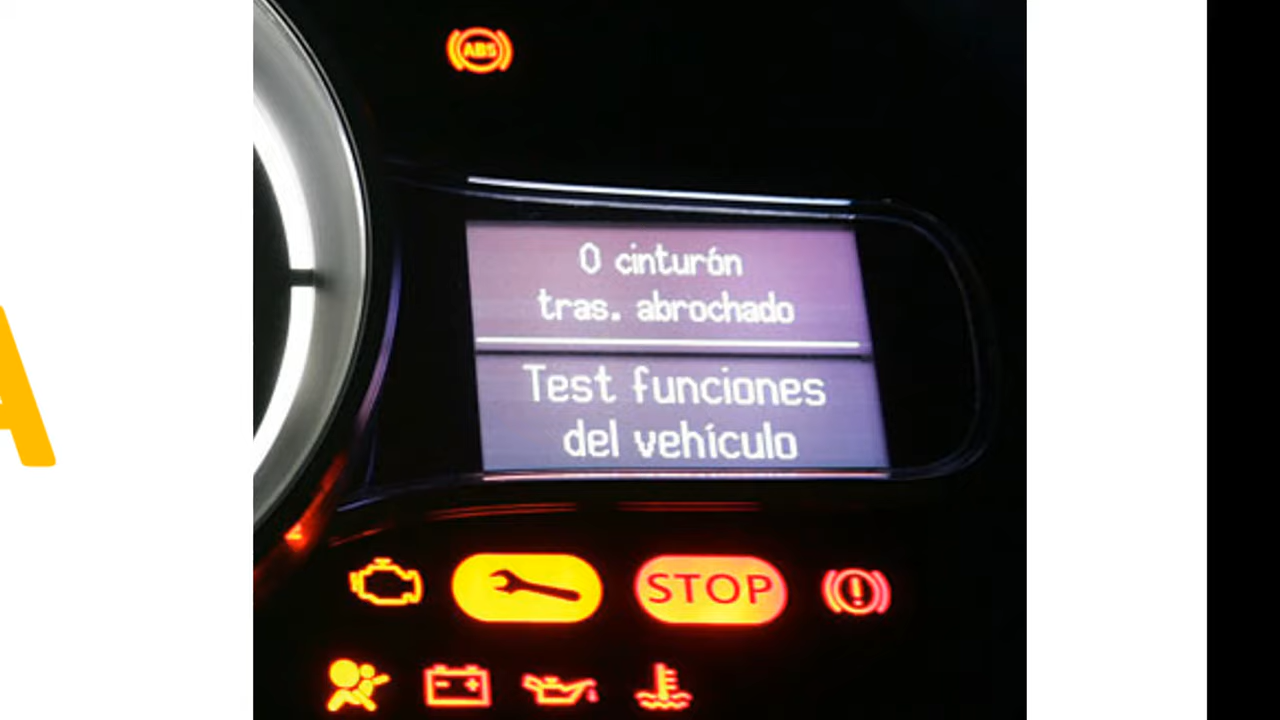 ABS
0 cinturón
tras. abrochado
Test funciones
del vehículo
STOP
A